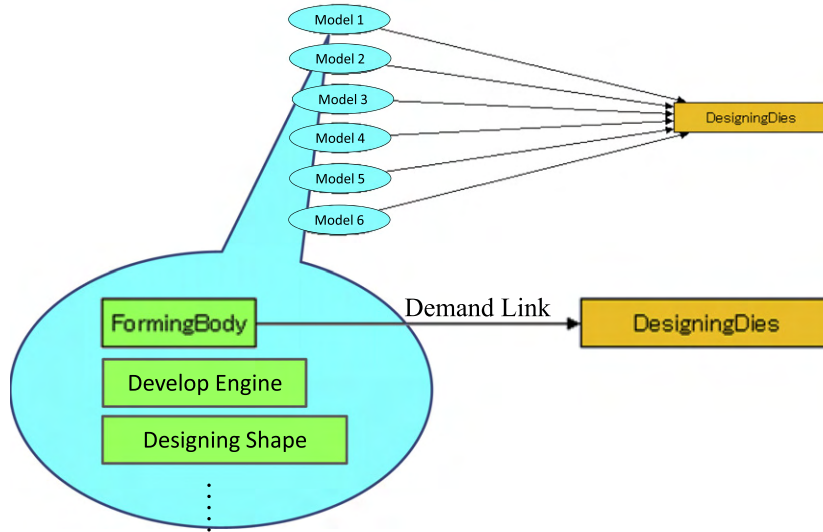 Model 1
Model 2
Model 3
Model 4
Model 5
Model 6
DesigningDies
FormingBody
Demand Link
DesigningDies
Develop Engine
Designing Shape